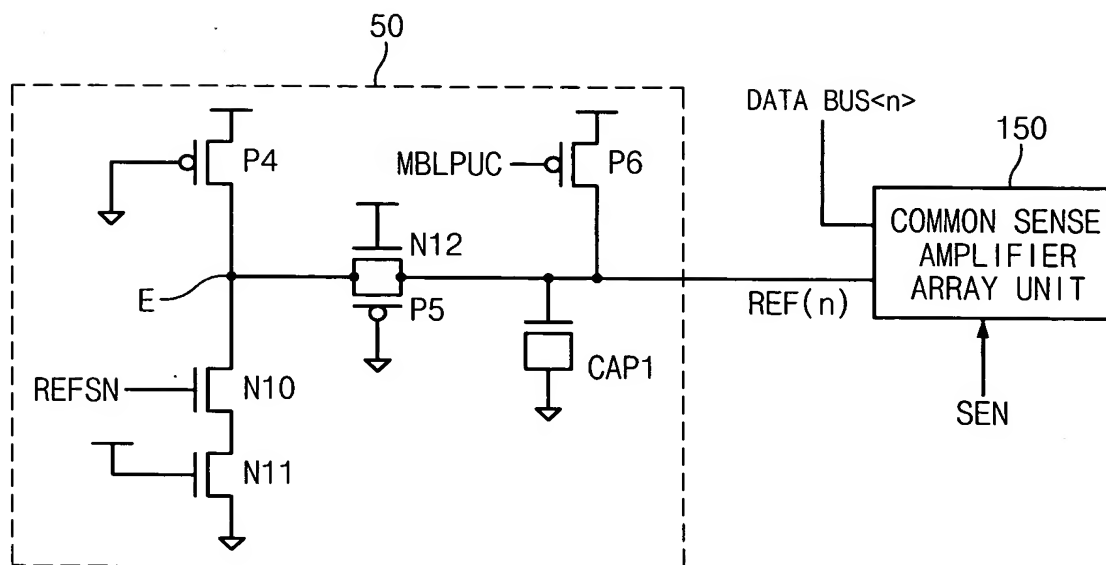 50
DATA BUS<n>
150
P4
MBLPUC
P6
COMMON SENSE
AMPLIFIER
ARRAY UNIT
N12
E
P5
REF(n)
CAP1
REFSN
N10
SEN
N11